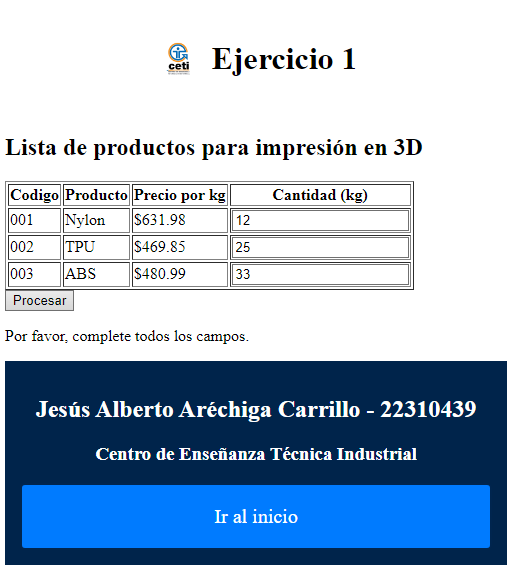 ceti
Ejercicio 1
Lista de productos para impresión en 3D
Codigo Producto Precio por kg Cantidad (kg)
001 Nylon $631.98 12
002 TPU $469.85 25
003 ABS $480.99 33
Procesar
Por favor, complete todos los campos.
Jesús Alberto Aréchiga Carrillo - 22310439
Centro de Enseñanza Técnica Industrial
Ir al inicio